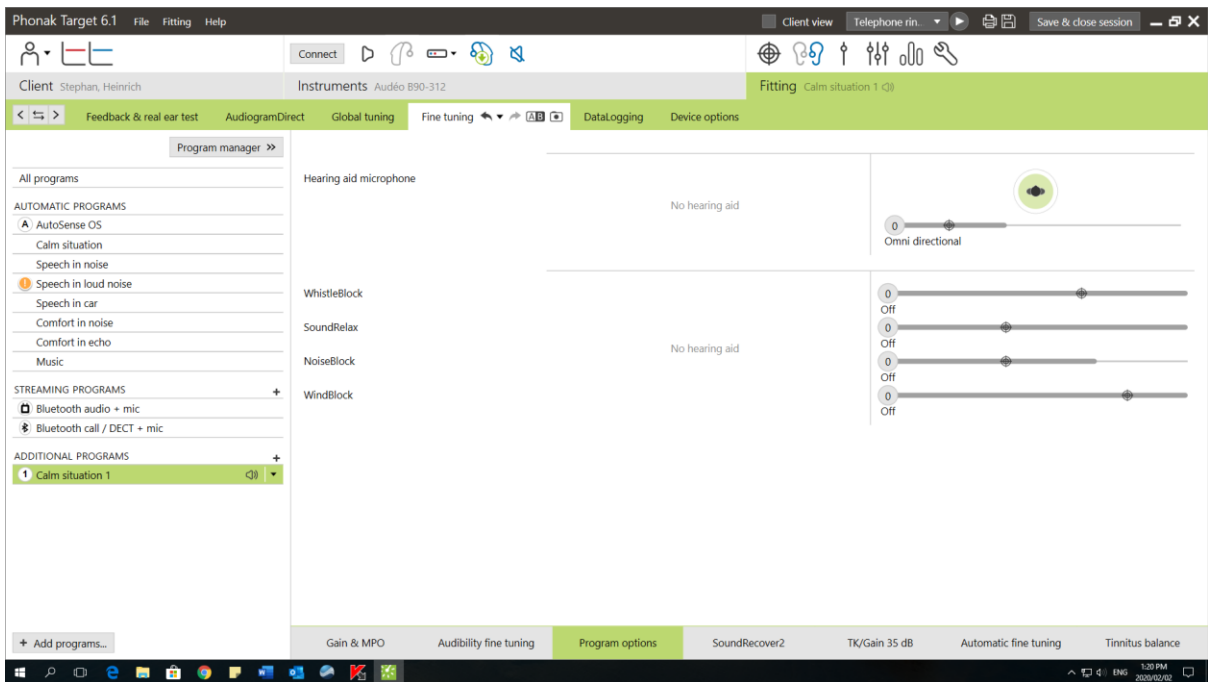 Phonak Target 6.1 File Fitting Help Client view Telephone rin.. Save & close session
Connect
Client Stephan, Heinrich Instruments Audéo B90-312 Fitting Calm situation 1
Feedback & real ear test AudiogramDirect Global tuning Fine tuning AB DataLogging Device options
Program manager >>
All programs
AUTOMATIC PROGRAMS
A AutoSense OS
Calm situation
Speech in noise
! Speech in loud noise
Speech in car
Comfort in noise
Comfort in echo
Music
STREAMING PROGRAMS +
Bluetooth audio + mic
Bluetooth call / DECT + mic
ADDITIONAL PROGRAMS +
1 Calm situation 1
+ Add programs...
Hearing aid microphone
No hearing aid
0
Omni directional
WhistleBlock
0
Off
SoundRelax
0
Off
No hearing aid
NoiseBlock
0
Off
WindBlock
0
Off
Gain & MPO Audibility fine tuning Program options SoundRecover2 TK/Gain 35 dB Automatic fine tuning Tinnitus balance
ENG 1:20 PM
2020/02/02